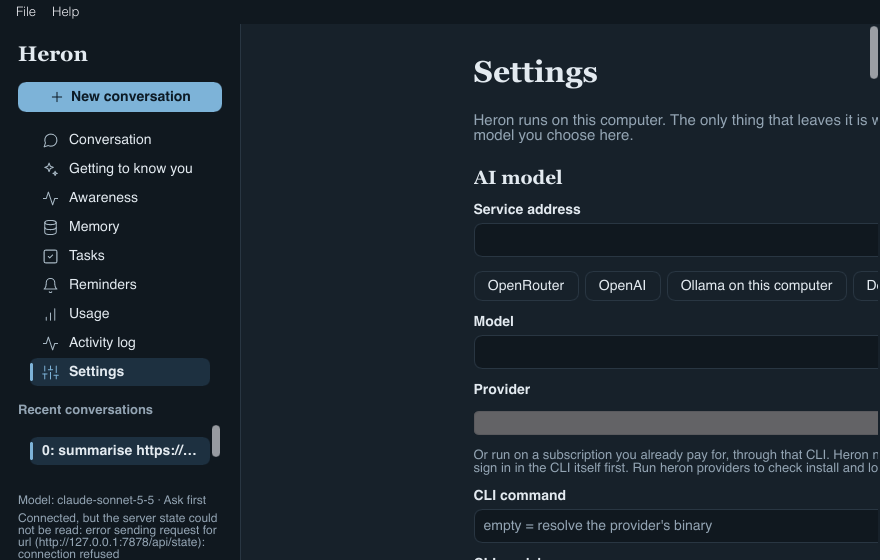 File Help
Heron
New conversation
Conversation
Getting to know you
Awareness
Memory
Tasks
Reminders
Usage
Activity log
Settings
Recent conversations
0: summarise https://...
Model: claude-sonnet-5-5 · Ask first
Connected, but the server state could
not be read: error sending request for
url (http://127.0.0.1:7878/api/state):
connection refused
Settings
Heron runs on this computer. The only thing that leaves it is
model you choose here.
AI model
Service address
OpenRouter OpenAI Ollama on this computer
Model
Provider
Or run on a subscription you already pay for, through that CLI. Heron
sign in in the CLI itself first. Run heron providers to check install and
CLI command
empty = resolve the provider's binary